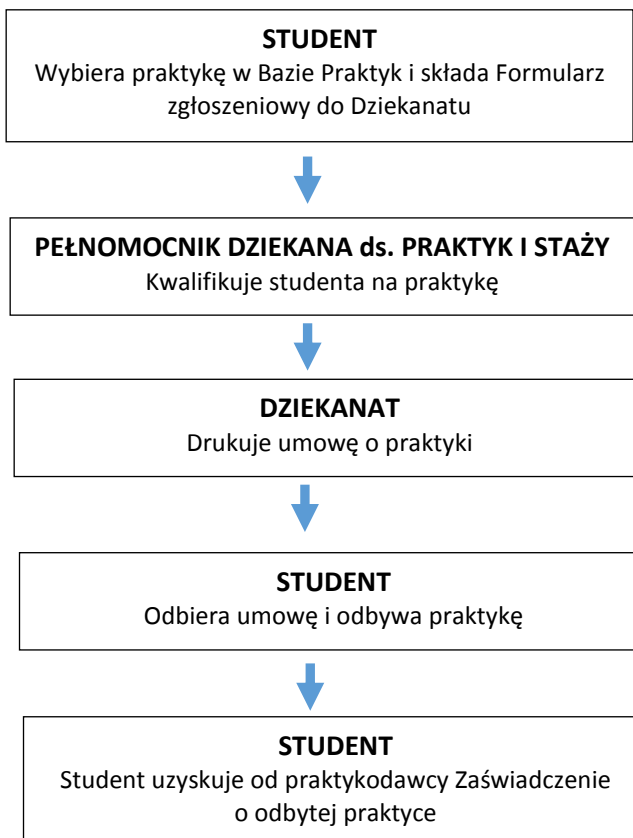 STUDENT
Wybiera praktykę w Bazie Praktyk i składa Formularz
zgłoszeniowy do Dziekanatu
PEŁNOMOCNIK DZIEKANA ds. PRAKTYK I STAŻY
Kwalifikuje studenta na praktykę
DZIEKANAT
Drukuje umowę o praktyki
STUDENT
Odbiera umowę i odbywa praktykę
STUDENT
Student uzyskuje od praktykodawcy Zaświadczenie
o odbytej praktyce